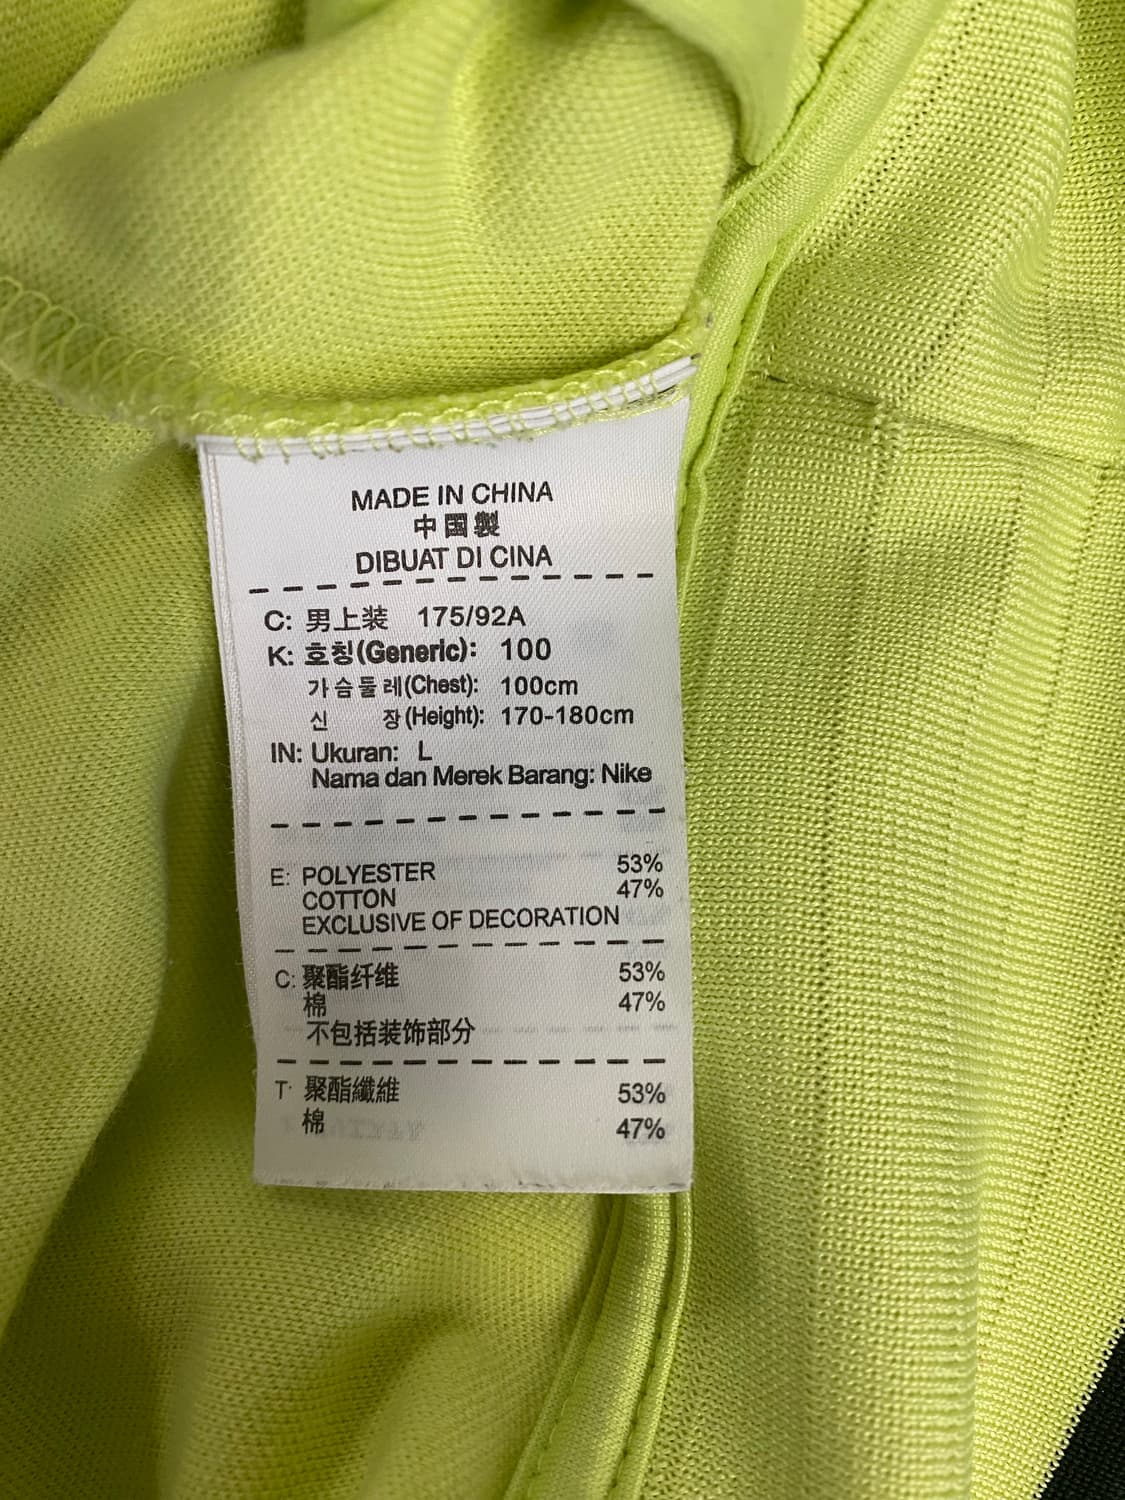 MADE IN CHINA
中国製
DIBUAT DI CINA
C: 男上装 175/92A
K: 호칭(Generic): 100
가슴둘레(Chest): 100cm
신 장(Height): 170-180cm
IN: Ukuran: L
Nama dan Merek Barang: Nike
E: POLYESTER 53%
COTTON 47%
EXCLUSIVE OF DECORATION
C: 聚酯纤维 53%
棉 47%
不包括装饰部分
T: 聚酯纖維 53%
棉 47%